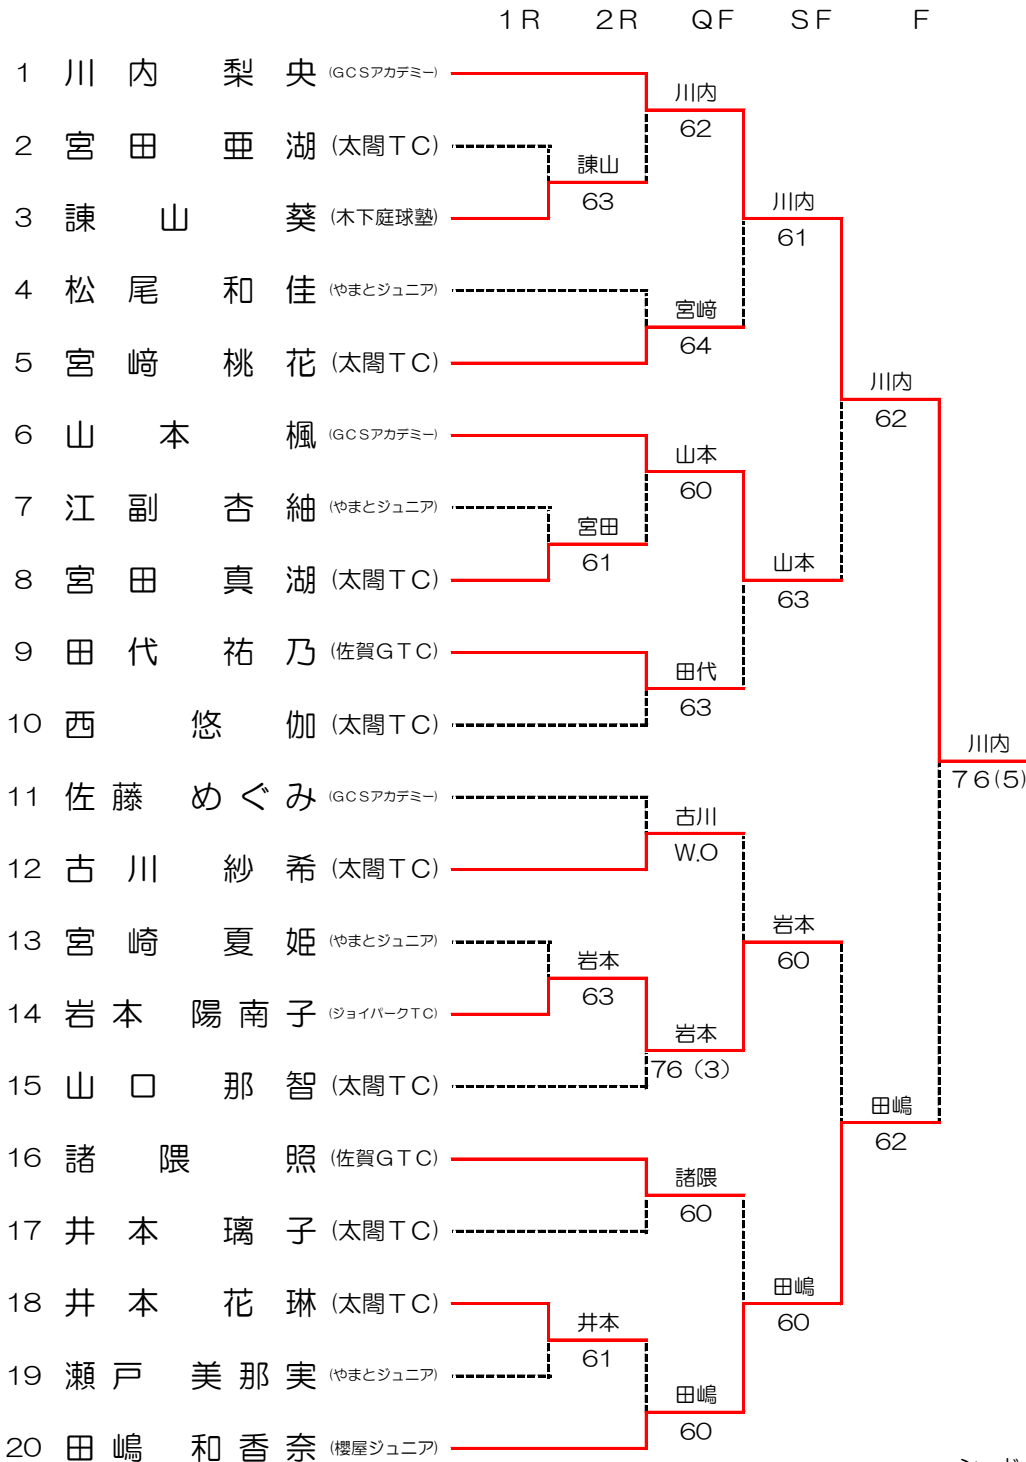 1R 2R QF SF F
1 川内 梨央 (GCSアカデミー)
川内
62
2 宮田 亜湖 (太閤TC)
諫山
63
3 諫山 葵 (木下庭球塾)
川内
61
4 松尾 和佳 (やまとジュニア)
宮﨑
64
5 宮﨑 桃花 (太閤TC)
川内
62
6 山本 楓 (GCSアカデミー)
山本
60
7 江副 杏紬 (やまとジュニア)
宮田
61
8 宮田 真湖 (太閤TC)
山本
63
9 田代 祐乃 (佐賀GTC)
田代
63
10 西 悠伽 (太閤TC)
川内
76(5)
11 佐藤 めぐみ (GCSアカデミー)
古川
W.O
12 古川 紗希 (太閤TC)
13 宮崎 夏姫 (やまとジュニア)
岩本
60
岩本
63
14 岩本 陽南子 (ジョイパークTC)
岩本
76（3）
15 山口 那智 (太閤TC)
田嶋
62
16 諸隈 照 (佐賀GTC)
諸隈
60
17 井本 璃子 (太閤TC)
18 井本 花琳 (太閤TC)
田嶋
60
井本
61
19 瀬戸 美那実 (やまとジュニア)
田嶋
60
20 田嶋 和香奈 (櫻屋ジュニア)